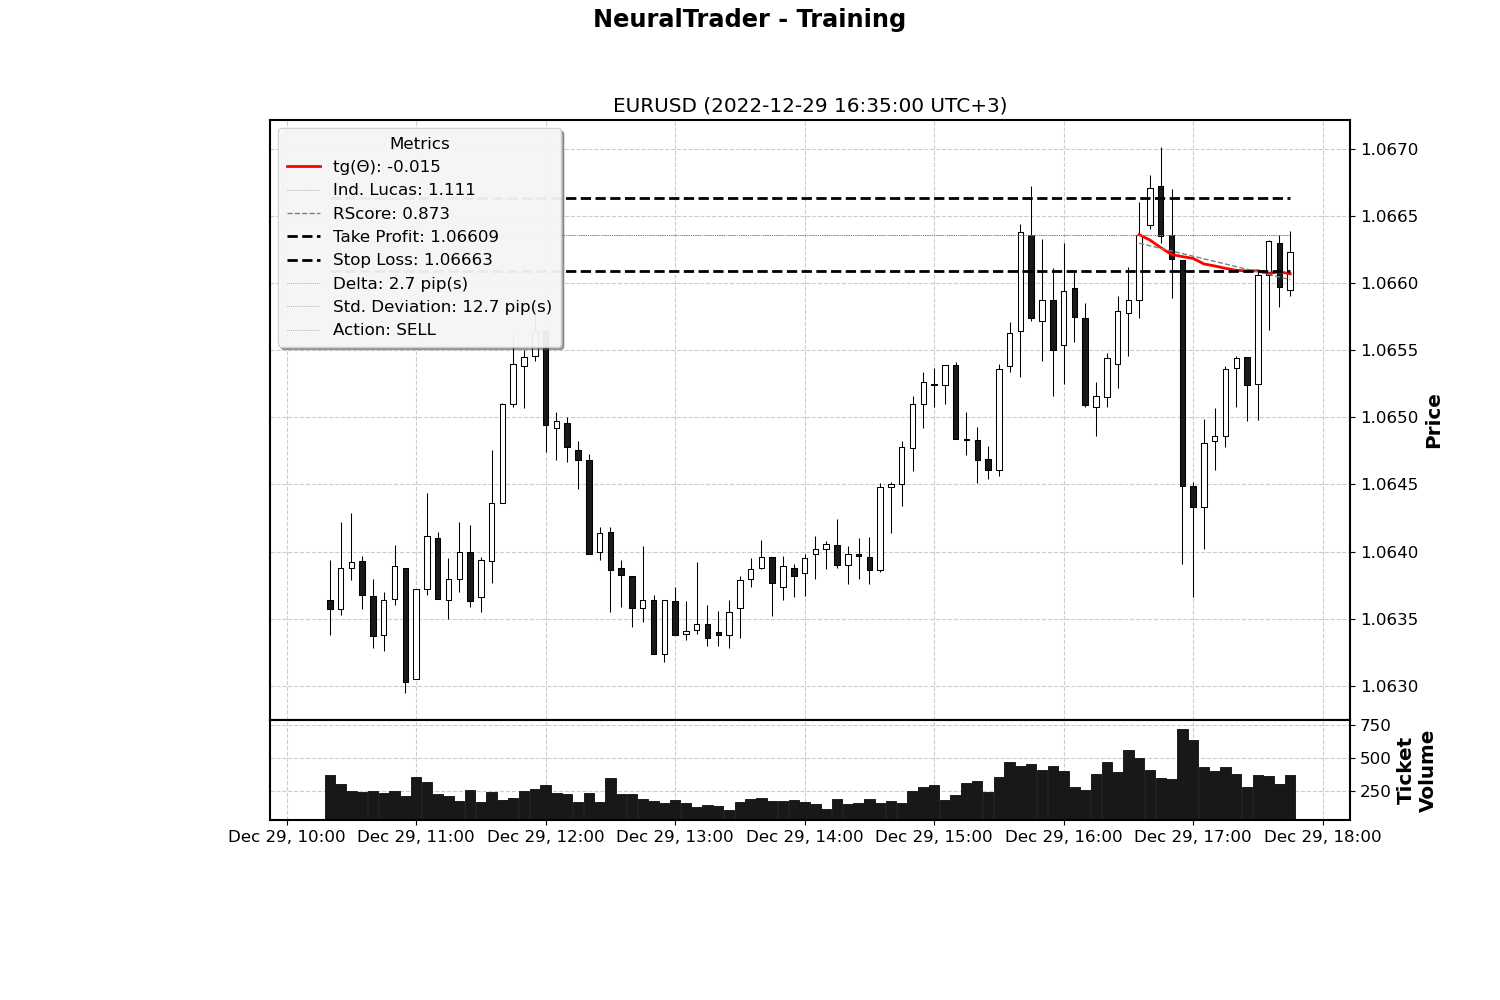 NeuralTrader - Training
EURUSD (2022-12-29 16:35:00 UTC+3)
Metrics
tg(Θ): -0.015
Ind. Lucas: 1.111
RScore: 0.873
Take Profit: 1.06609
Stop Loss: 1.06663
Delta: 2.7 pip(s)
Std. Deviation: 12.7 pip(s)
Action: SELL
1.0670
1.0665
1.0660
1.0655
1.0650
1.0645
1.0640
1.0635
1.0630
Price
750
500
250
Ticket
Volume
Dec 29, 10:00 Dec 29, 11:00 Dec 29, 12:00 Dec 29, 13:00 Dec 29, 14:00 Dec 29, 15:00 Dec 29, 16:00 Dec 29, 17:00 Dec 29, 18:00